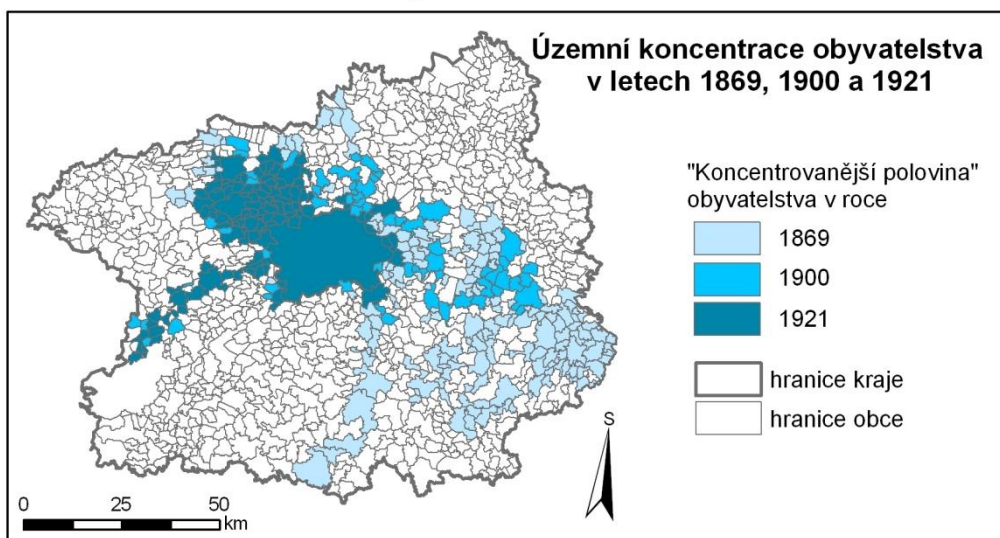 Územní koncentrace obyvatelstva
v letech 1869, 1900 a 1921
"Koncentrovanější polovina"
obyvatelstva v roce
1869
1900
1921
hranice kraje
hranice obce
S
0 25 50
km